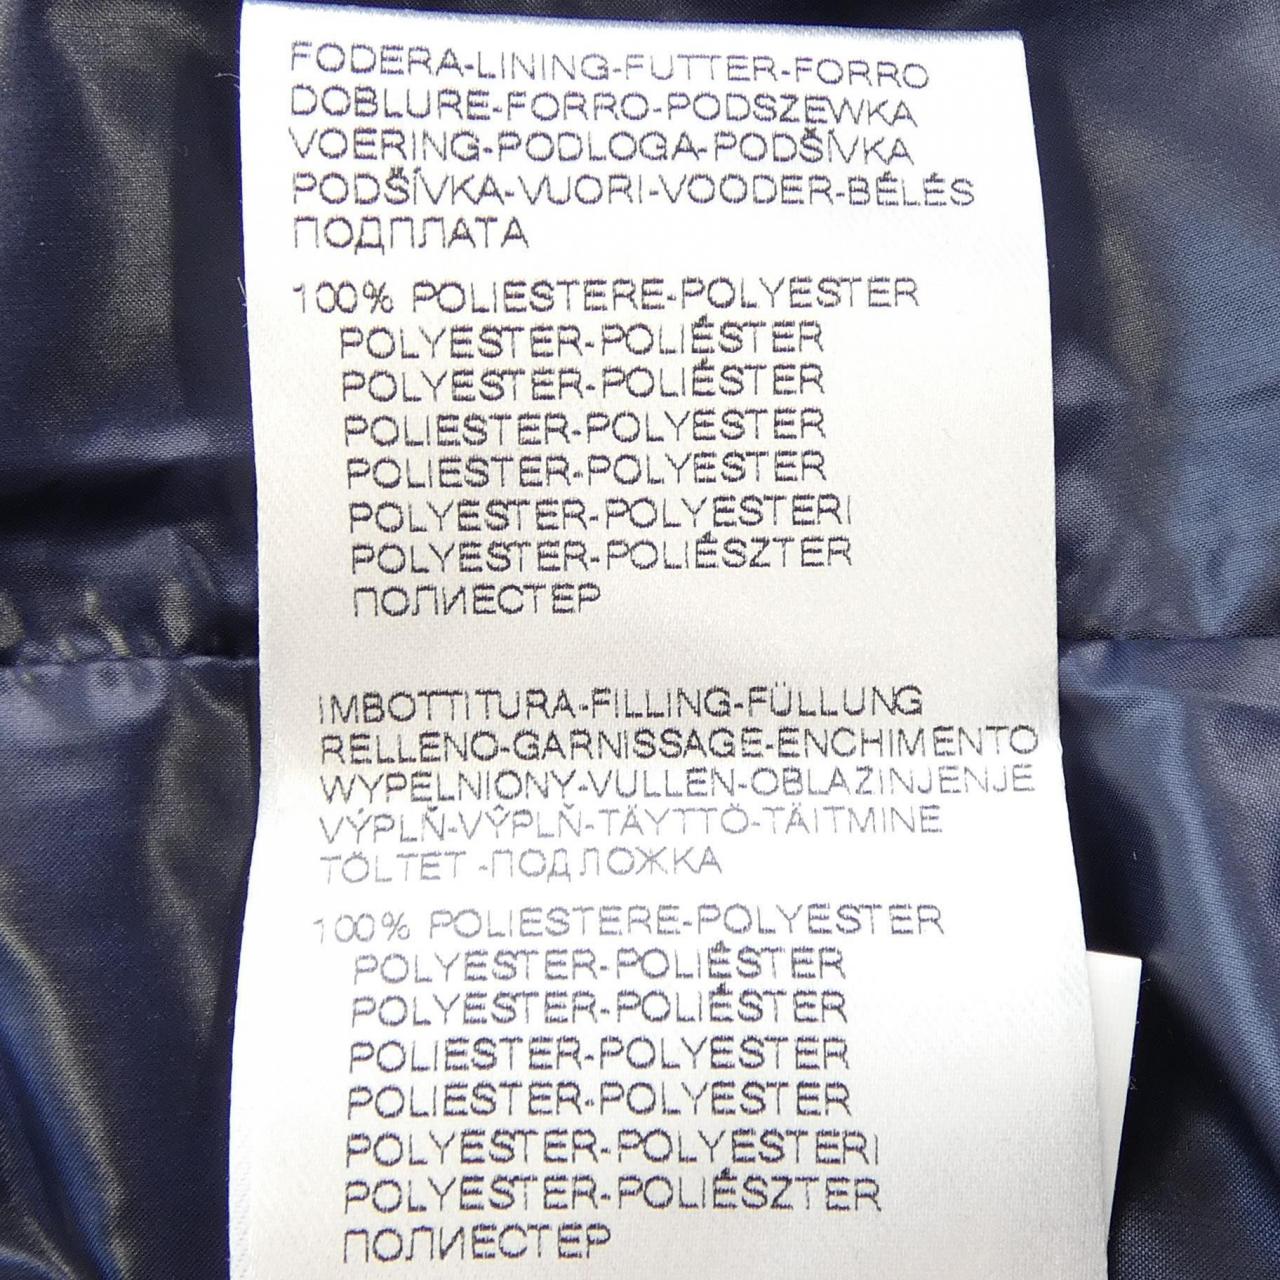 FODERA-LINING-FUTTER-FORRO
DOBLURE-FORRO-PODSZEWKA
VOERING-PODLOGA-PODŠÍVKA
PODŠÍVKA-VUORI-VOODER-BÉLÉS
ПОДПЛАТА
100% POLIESTERE-POLYESTER
POLYESTER-POLIÉSTER
POLYESTER-POLIÉSTER
POLIESTER-POLYESTER
POLIESTER-POLYESTER
POLYESTER-POLYESTERI
POLYESTER-POLIÉSZTER
ПОЛИЕСТЕР
IMBOTTITURA-FILLING-FÜLLUNG
RELLENO-GARNISSAGE-ENCHIMENTO
WYPELNIONY-VULLEN-OBLAZINJENJE
VÝPLŇ-VÝPLŇ-TÄYTTÖ-TÄITMINE
TÖLTET -ПОДЛОЖКА
100% POLIESTERE-POLYESTER
POLYESTER-POLIÉSTER
POLYESTER-POLIÉSTER
POLIESTER-POLYESTER
POLIESTER-POLYESTER
POLYESTER-POLYESTERI
POLYESTER-POLIÉSZTER
ПОЛИЕСТЕР